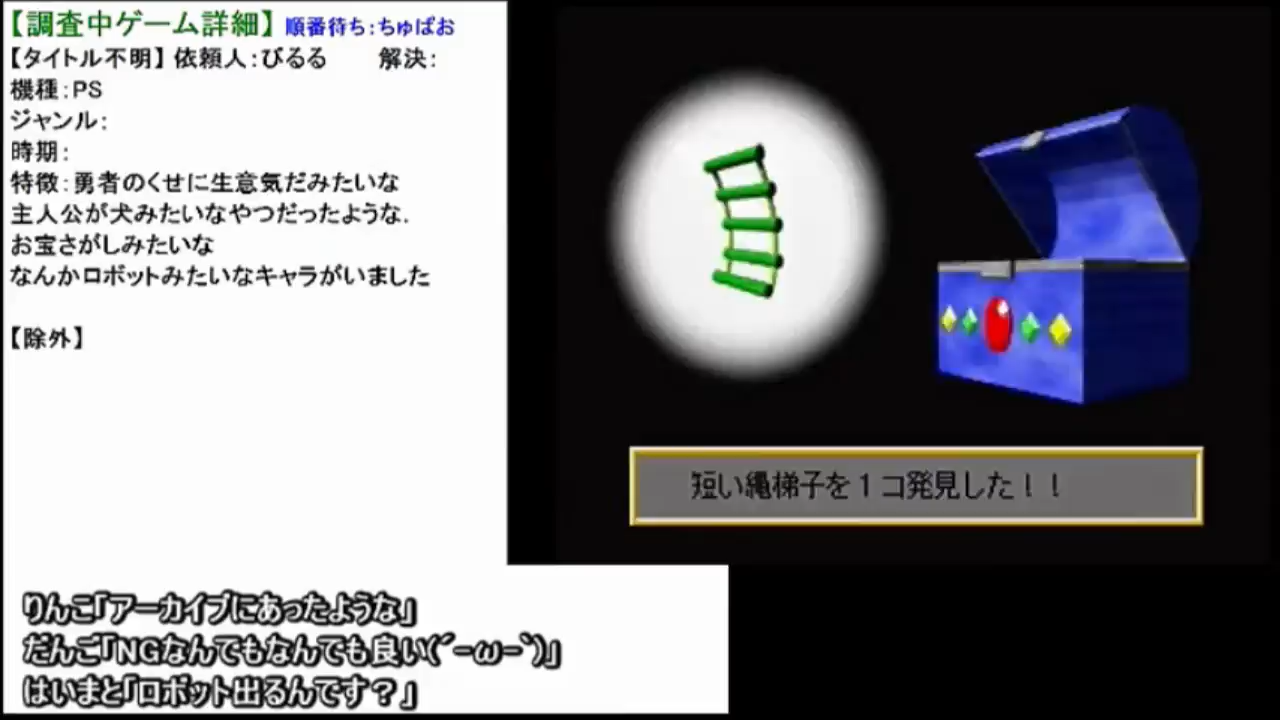 【調査中ゲーム詳細】 順番待ち:ちゅぱお
【タイトル不明】 依頼人:びるる　　解決:
機種:PS
ジャンル:
時期:
特徴:勇者のくせに生意気だみたいな
主人公が犬みたいなやつだったような.
お宝さがしみたいな
なんかロボットみたいなキャラがいました
【除外】
短い縄梯子を１コ発見した！！
りんこ「アーカイブにあったような」
だんご「NGなんでもなんでも良い(´-ω-`)」
はいまと「ロボット出るんです？」